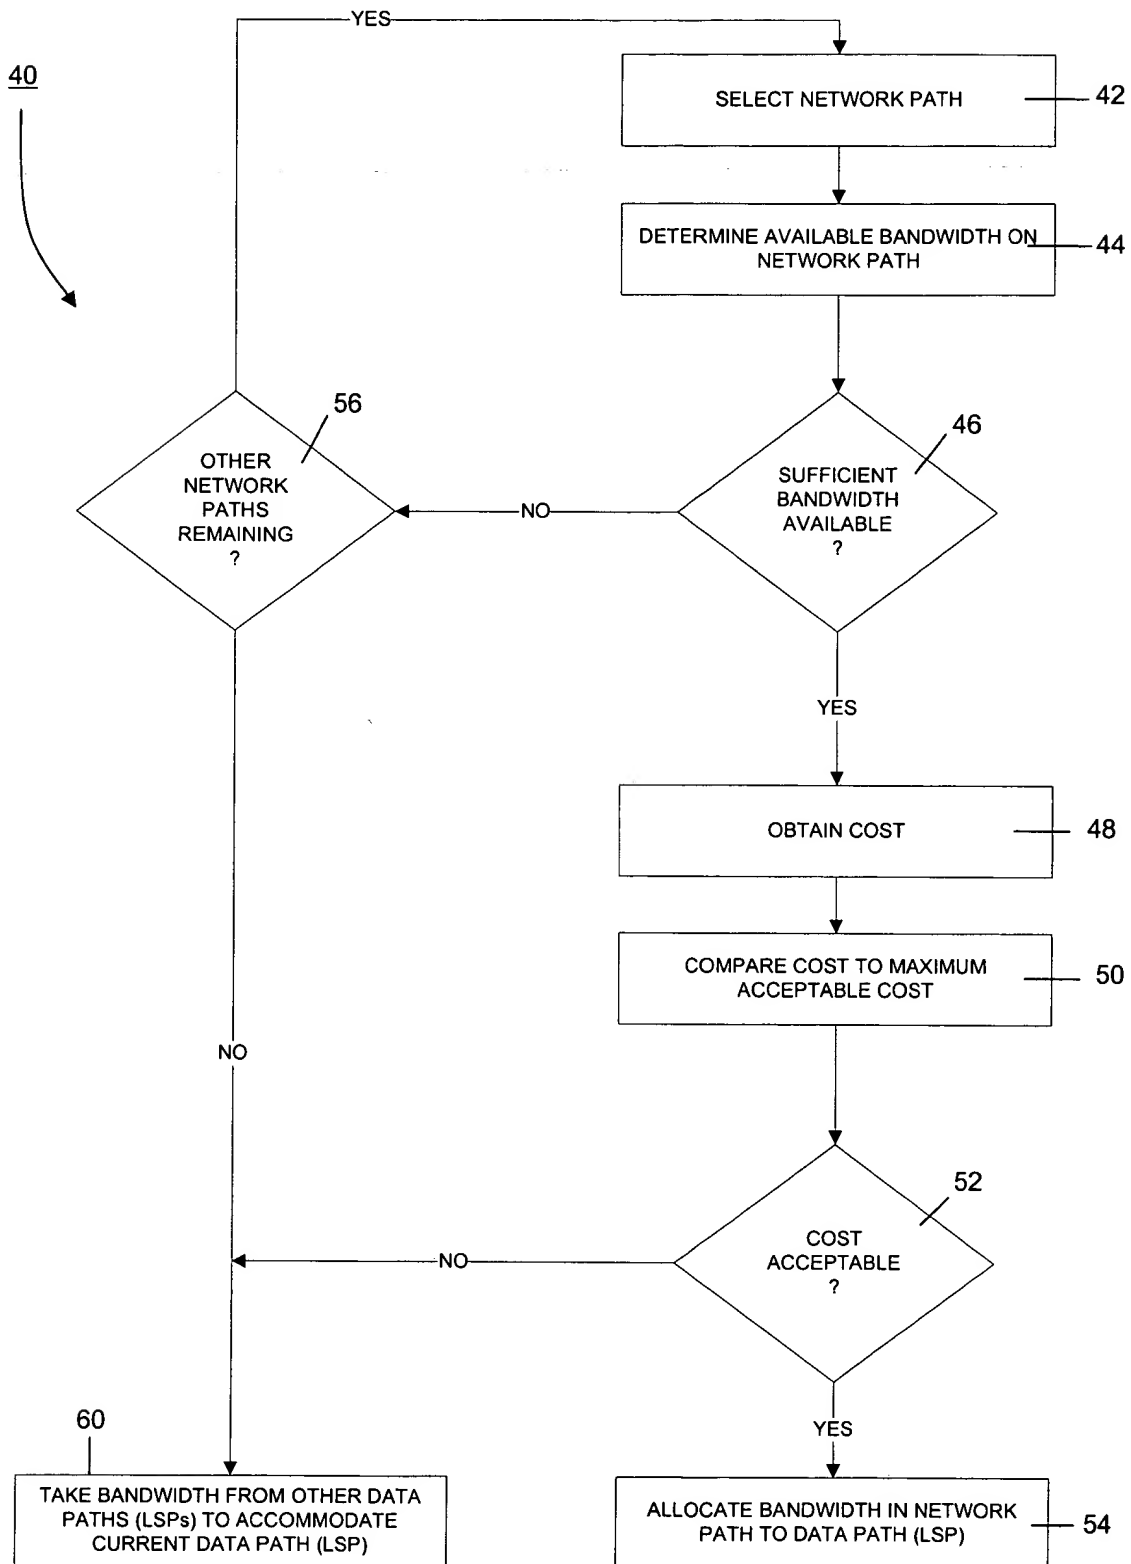 YES
40
SELECT NETWORK PATH
42
DETERMINE AVAILABLE BANDWIDTH ON
NETWORK PATH
44
56
OTHER
NETWORK
PATHS
REMAINING
?
NO
46
SUFFICIENT
BANDWIDTH
AVAILABLE
?
YES
OBTAIN COST
48
COMPARE COST TO MAXIMUM
ACCEPTABLE COST
50
NO
52
COST
ACCEPTABLE
?
NO
YES
60
TAKE BANDWIDTH FROM OTHER DATA
PATHS (LSPs) TO ACCOMMODATE
CURRENT DATA PATH (LSP)
ALLOCATE BANDWIDTH IN NETWORK
PATH TO DATA PATH (LSP)
54